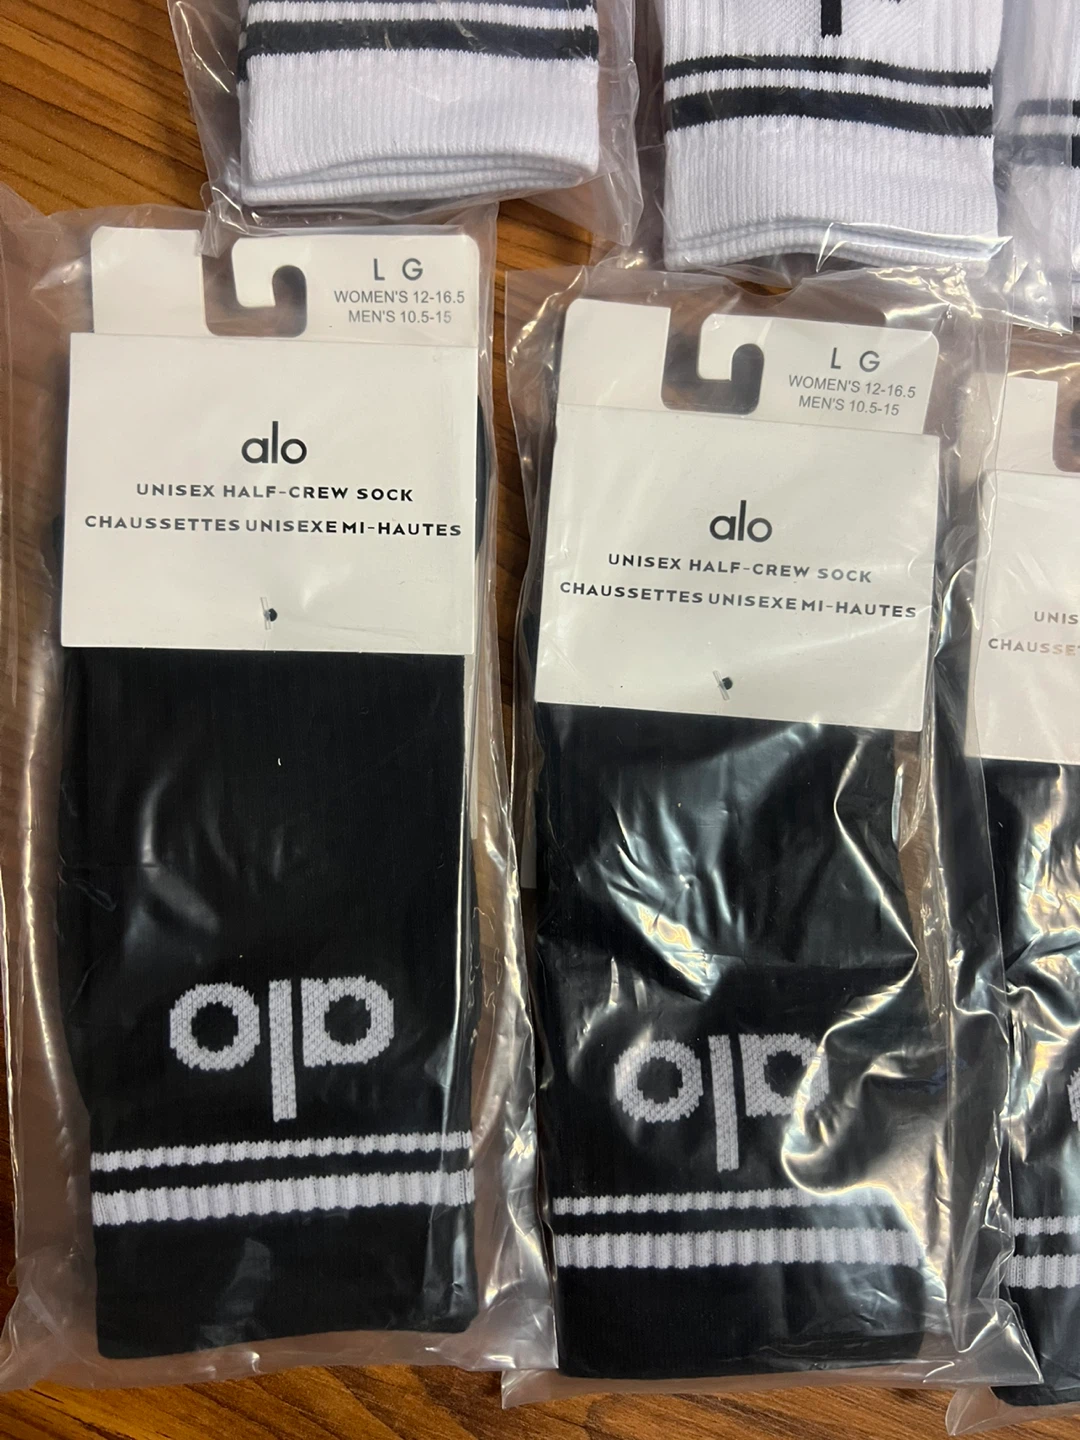 L G
WOMEN'S 12-16.5
MEN'S 10.5-15
alo
UNISEX HALF-CREW SOCK
CHAUSSETTES UNISEXE MI-HAUTES
alo
L G
WOMEN'S 12-16.5
MEN'S 10.5-15
alo
UNISEX HALF-CREW SOCK
CHAUSSETTES UNISEXE MI-HAUTES
alo